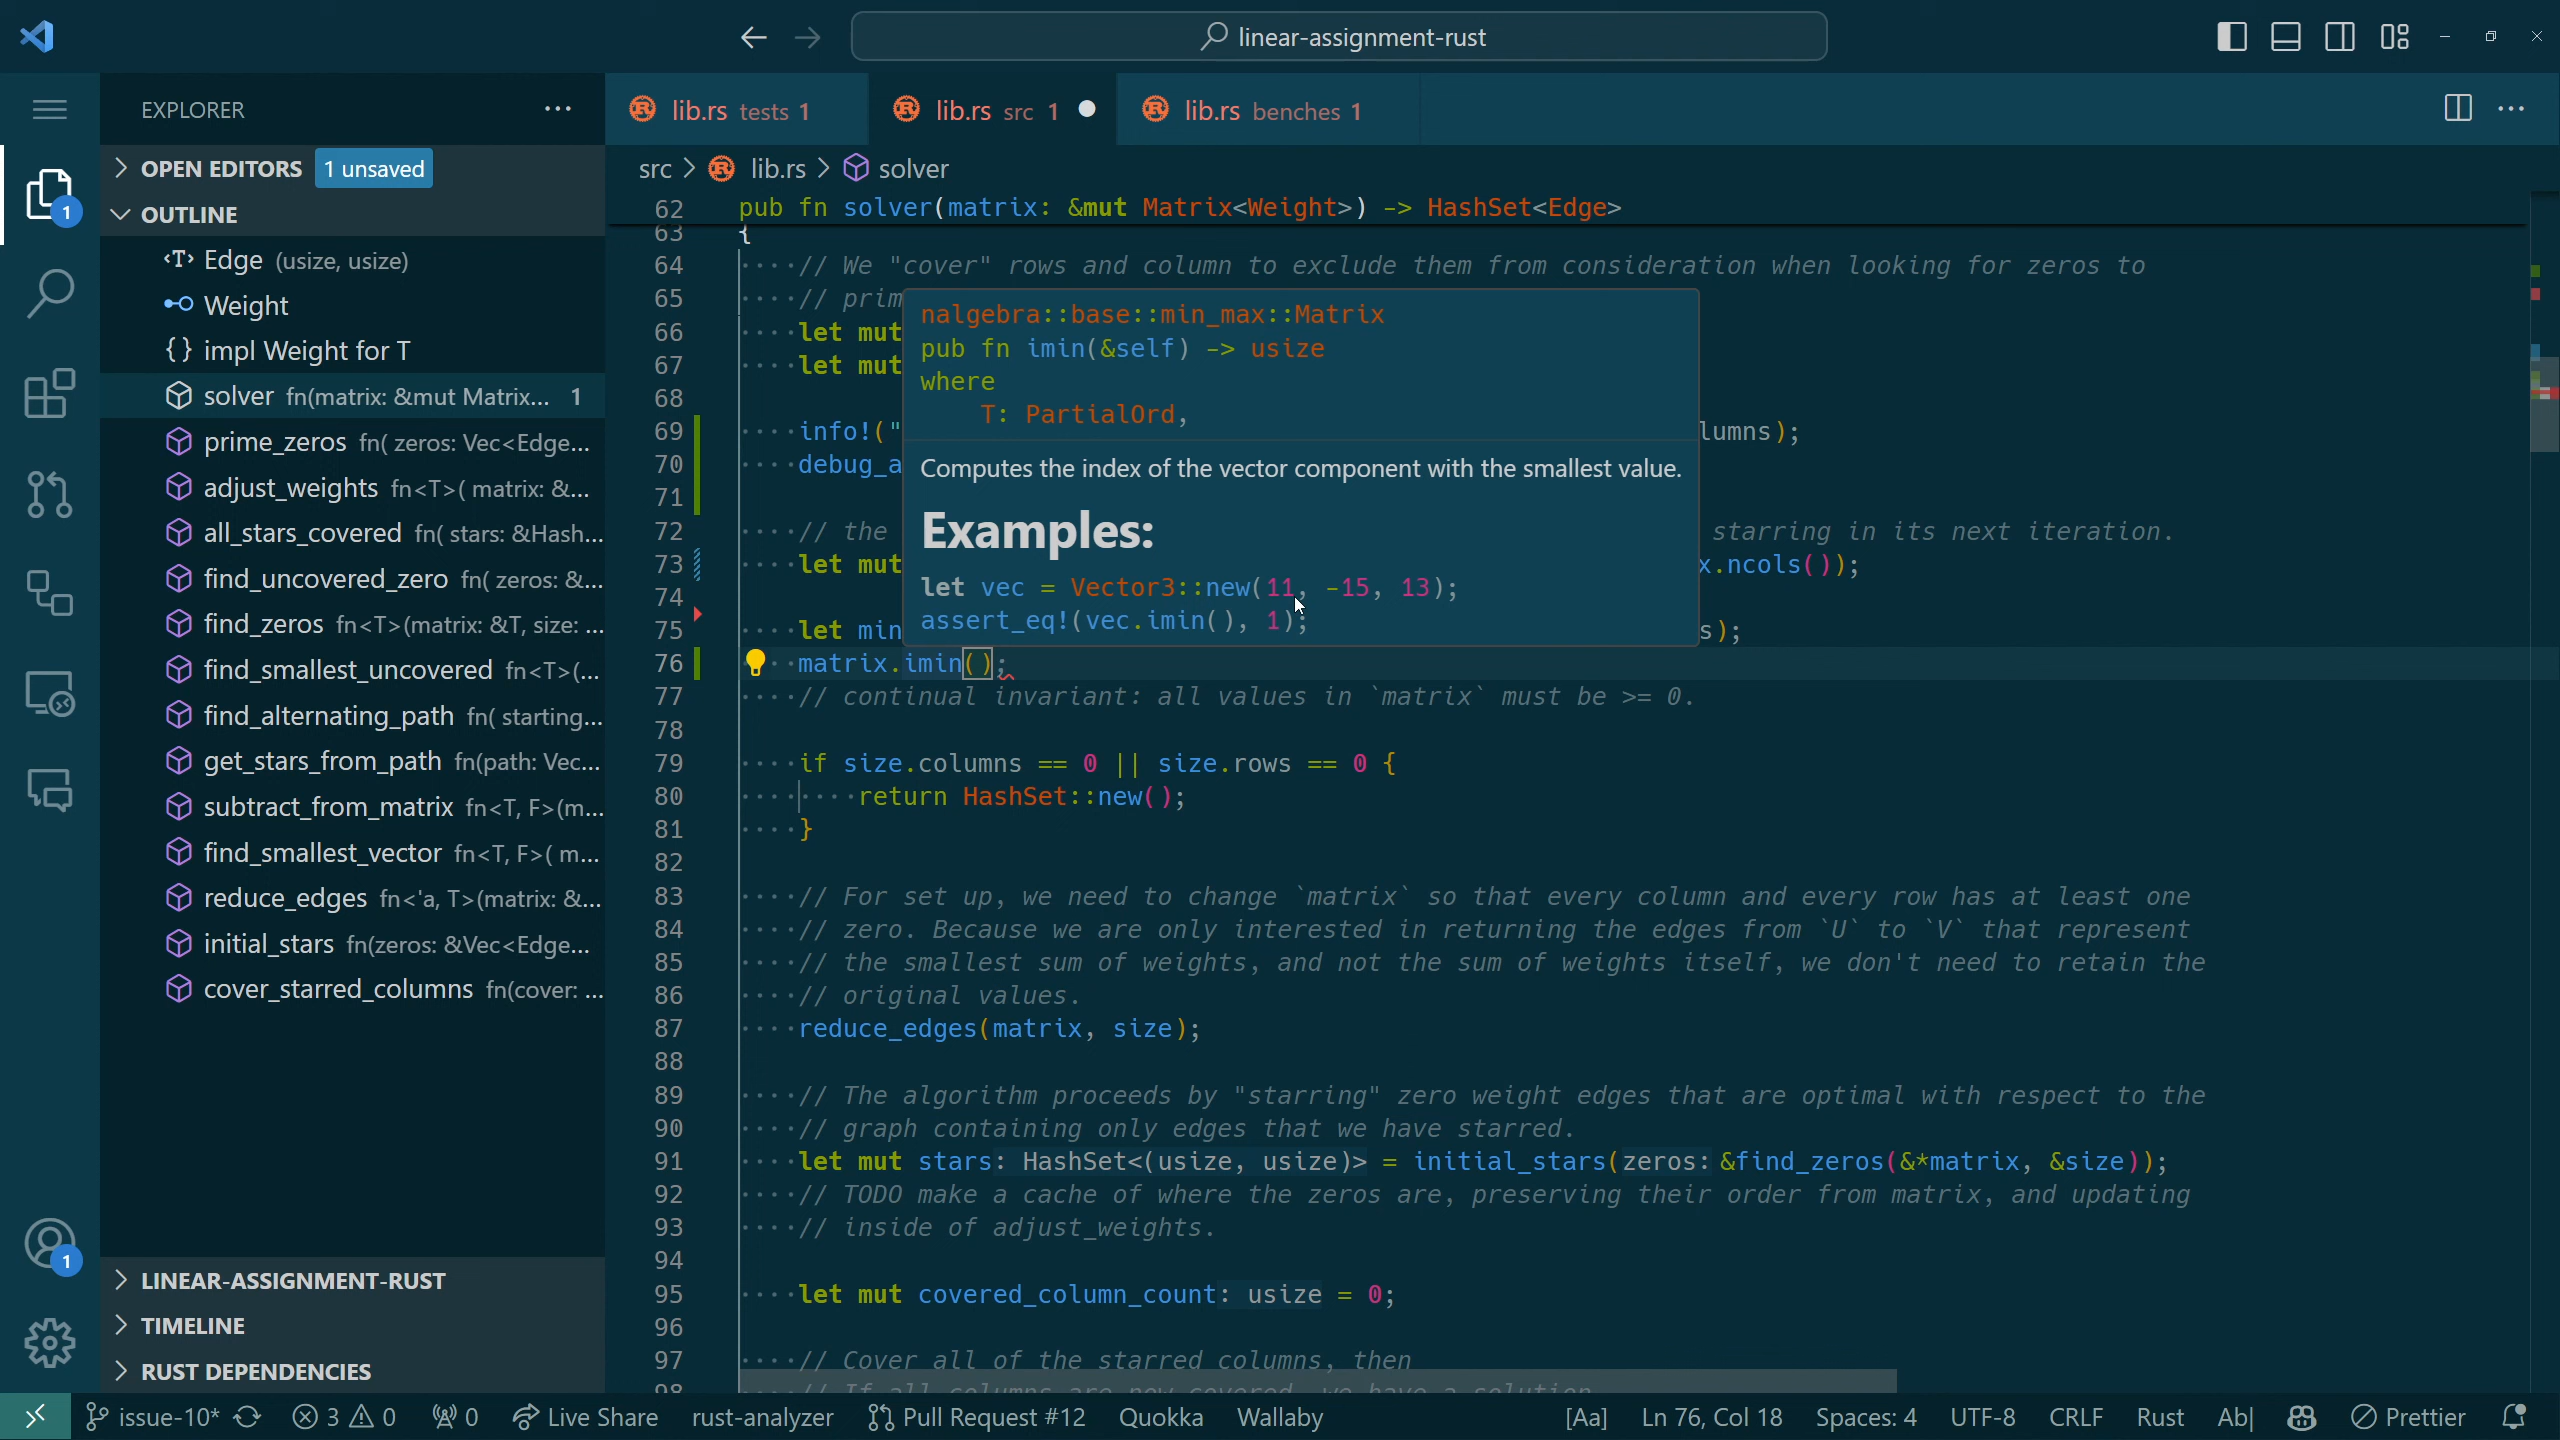 linear-assignment-rust
EXPLORER
lib.rs tests 1
lib.rs src 1
lib.rs benches 1
OPEN EDITORS 1 unsaved
OUTLINE
Edge (usize, usize)
Weight
impl Weight for T
solver fn(matrix: &mut Matrix... 1
prime_zeros fn( zeros: Vec<Edge...
adjust_weights fn<T>( matrix: &...
all_stars_covered fn( stars: &Hash...
find_uncovered_zero fn( zeros: &...
find_zeros fn<T>(matrix: &T, size: ...
find_smallest_uncovered fn<T>(...
find_alternating_path fn( starting...
get_stars_from_path fn(path: Vec...
subtract_from_matrix fn<T, F>(m...
find_smallest_vector fn<T, F>( m...
reduce_edges fn<'a, T>(matrix: &...
initial_stars fn(zeros: &Vec<Edge...
cover_starred_columns fn(cover: ...
LINEAR-ASSIGNMENT-RUST
TIMELINE
RUST DEPENDENCIES
src > lib.rs > solver
62 pub fn solver(matrix: &mut Matrix<Weight>) -> HashSet<Edge>
63 {
64 ····// We "cover" rows and column to exclude them from consideration when looking for zeros to
65 ····// prim
66 ····let mut
67 ····let mut
68
69 ····info!(" lumns);
70 ····debug_a
71
72 ····// the starring in its next iteration.
73 ····let mut x.ncols());
74
75 ····let min s);
76 ····matrix.imin();
77 ····// continual invariant: all values in `matrix` must be >= 0.
78
79 ····if size.columns == 0 || size.rows == 0 {
80 ········return HashSet::new();
81 ····}
82
83 ····// For set up, we need to change `matrix` so that every column and every row has at least one
84 ····// zero. Because we are only interested in returning the edges from `U` to `V` that represent
85 ····// the smallest sum of weights, and not the sum of weights itself, we don't need to retain the
86 ····// original values.
87 ····reduce_edges(matrix, size);
88
89 ····// The algorithm proceeds by "starring" zero weight edges that are optimal with respect to the
90 ····// graph containing only edges that we have starred.
91 ····let mut stars: HashSet<(usize, usize)> = initial_stars(zeros: &find_zeros(&*matrix, &size));
92 ····// TODO make a cache of where the zeros are, preserving their order from matrix, and updating
93 ····// inside of adjust_weights.
94
95 ····let mut covered_column_count: usize = 0;
96
97 ····// Cover all of the starred columns, then
98 ····// If all columns are now covered, we have a solution
nalgebra::base::min_max::Matrix
pub fn imin(&self) -> usize
where
T: PartialOrd,
Computes the index of the vector component with the smallest value.
Examples:
let vec = Vector3::new(11, -15, 13);
assert_eq!(vec.imin(), 1);
1
1
issue-10* 3 0 0 Live Share rust-analyzer Pull Request #12 Quokka Wallaby [Aa] Ln 76, Col 18 Spaces: 4 UTF-8 CRLF Rust Ab| Prettier